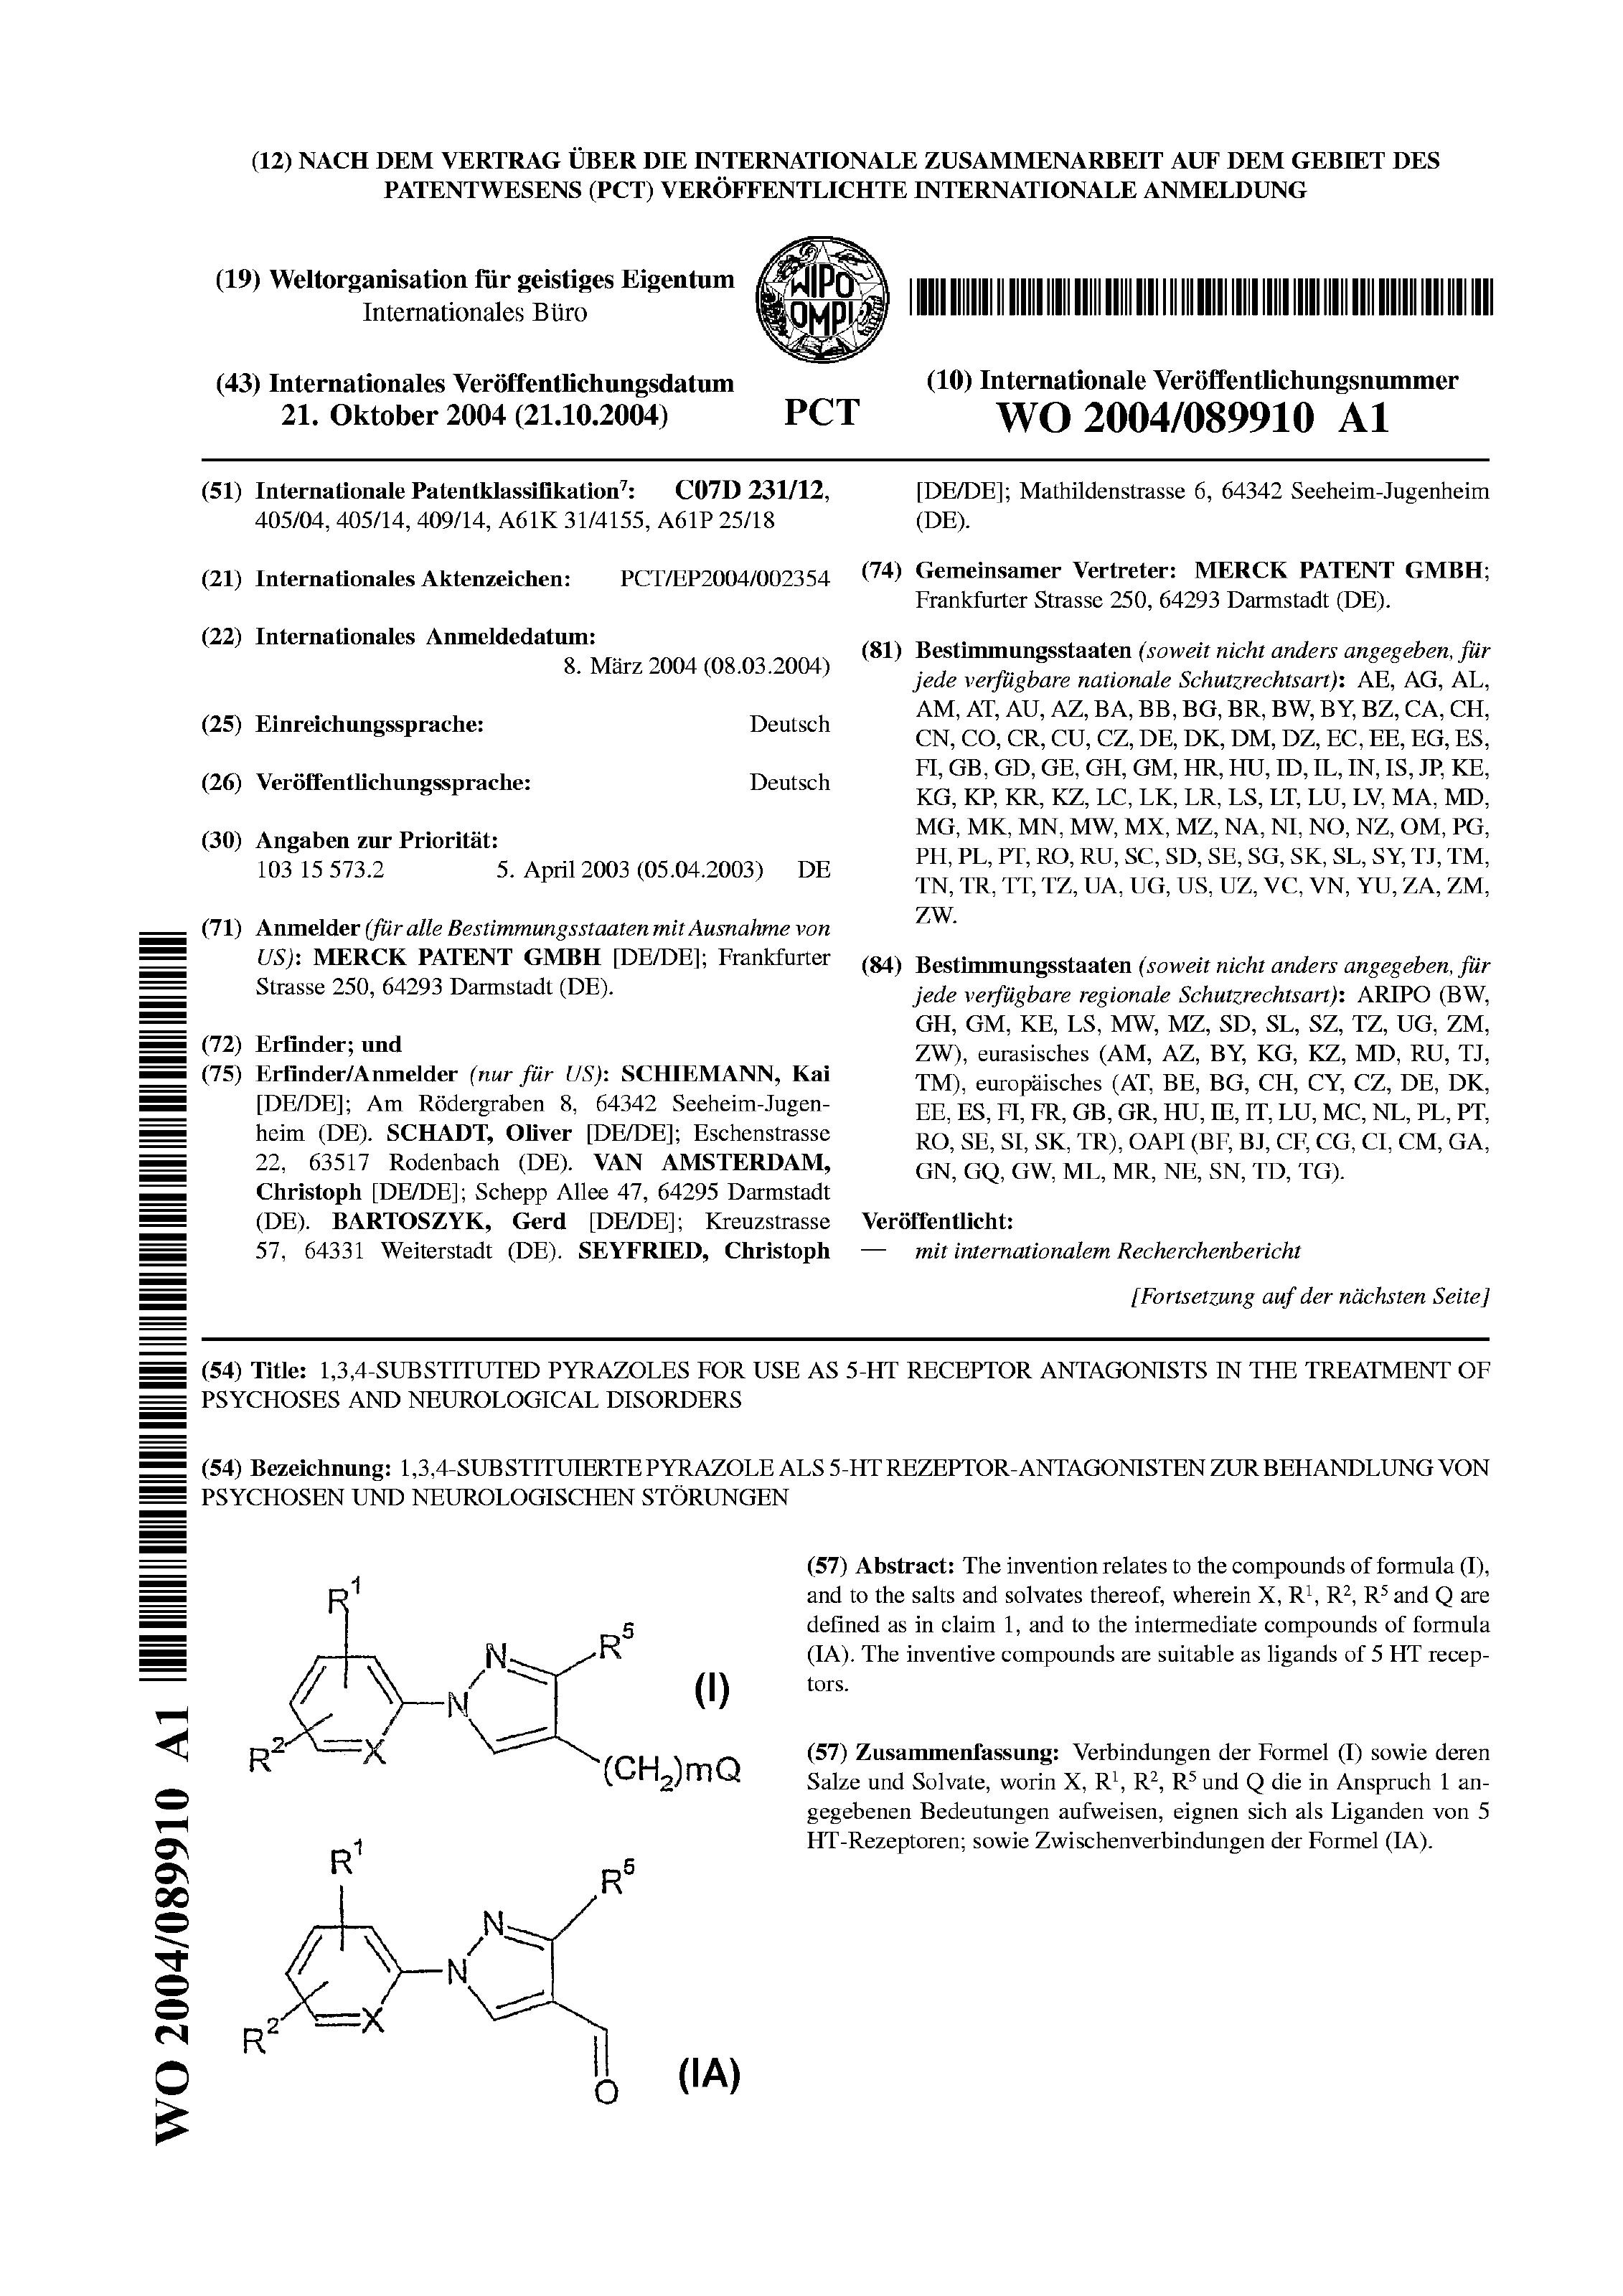 (12) NACH DEM VERTRAG ÜBER DIE INTERNATIONALE ZUSAMMENARBEIT AUF DEM GEBIET DES
PATENTWESENS (PCT) VERÖFFENTLICHTE INTERNATIONALE ANMELDUNG
(19) Weltorganisation für geistiges Eigentum
Internationales Büro
WIPO
OMPI
(43) Internationales Veröffentlichungsdatum
21. Oktober 2004 (21.10.2004)
PCT
(10) Internationale Veröffentlichungsnummer
WO 2004/089910 A1
(51) Internationale Patentklassifikation⁷: C07D 231/12,
405/04, 405/14, 409/14, A61K 31/4155, A61P 25/18
(21) Internationales Aktenzeichen: PCT/EP2004/002354
(22) Internationales Anmeldedatum:
8. März 2004 (08.03.2004)
(25) Einreichungssprache: Deutsch
(26) Veröffentlichungssprache: Deutsch
(30) Angaben zur Priorität:
103 15 573.2 5. April 2003 (05.04.2003) DE
(71) Anmelder (für alle Bestimmungsstaaten mit Ausnahme von
US): MERCK PATENT GMBH [DE/DE]; Frankfurter
Strasse 250, 64293 Darmstadt (DE).
(72) Erfinder; und
(75) Erfinder/Anmelder (nur für US): SCHIEMANN, Kai
[DE/DE]; Am Rödergraben 8, 64342 Seeheim-Jugen-
heim (DE). SCHADT, Oliver [DE/DE]; Eschenstrasse
22, 63517 Rodenbach (DE). VAN AMSTERDAM,
Christoph [DE/DE]; Schepp Allee 47, 64295 Darmstadt
(DE). BARTOSZYK, Gerd [DE/DE]; Kreuzstrasse
57, 64331 Weiterstadt (DE). SEYFRIED, Christoph
[DE/DE]; Mathildenstrasse 6, 64342 Seeheim-Jugenheim
(DE).
(74) Gemeinsamer Vertreter: MERCK PATENT GMBH;
Frankfurter Strasse 250, 64293 Darmstadt (DE).
(81) Bestimmungsstaaten (soweit nicht anders angegeben, für
jede verfügbare nationale Schutzrechtsart): AE, AG, AL,
AM, AT, AU, AZ, BA, BB, BG, BR, BW, BY, BZ, CA, CH,
CN, CO, CR, CU, CZ, DE, DK, DM, DZ, EC, EE, EG, ES,
FI, GB, GD, GE, GH, GM, HR, HU, ID, IL, IN, IS, JP, KE,
KG, KP, KR, KZ, LC, LK, LR, LS, LT, LU, LV, MA, MD,
MG, MK, MN, MW, MX, MZ, NA, NI, NO, NZ, OM, PG,
PH, PL, PT, RO, RU, SC, SD, SE, SG, SK, SL, SY, TJ, TM,
TN, TR, TT, TZ, UA, UG, US, UZ, VC, VN, YU, ZA, ZM,
ZW.
(84) Bestimmungsstaaten (soweit nicht anders angegeben, für
jede verfügbare regionale Schutzrechtsart): ARIPO (BW,
GH, GM, KE, LS, MW, MZ, SD, SL, SZ, TZ, UG, ZM,
ZW), eurasisches (AM, AZ, BY, KG, KZ, MD, RU, TJ,
TM), europäisches (AT, BE, BG, CH, CY, CZ, DE, DK,
EE, ES, FI, FR, GB, GR, HU, IE, IT, LU, MC, NL, PL, PT,
RO, SE, SI, SK, TR), OAPI (BF, BJ, CF, CG, CI, CM, GA,
GN, GQ, GW, ML, MR, NE, SN, TD, TG).
Veröffentlicht:
— mit internationalem Recherchenbericht
[Fortsetzung auf der nächsten Seite]
(54) Title: 1,3,4-SUBSTITUTED PYRAZOLES FOR USE AS 5-HT RECEPTOR ANTAGONISTS IN THE TREATMENT OF
PSYCHOSES AND NEUROLOGICAL DISORDERS
(54) Bezeichnung: 1,3,4-SUBSTITUIERTE PYRAZOLE ALS 5-HT REZEPTOR-ANTAGONISTEN ZUR BEHANDLUNG VON
PSYCHOSEN UND NEUROLOGISCHEN STÖRUNGEN
R¹
R⁵
N
N
(I)
R²
X
(CH₂)mQ
R¹
R⁵
N
N
R²
X
O
(IA)
(57) Abstract: The invention relates to the compounds of formula (I),
and to the salts and solvates thereof, wherein X, R¹, R², R⁵ and Q are
defined as in claim 1, and to the intermediate compounds of formula
(IA). The inventive compounds are suitable as ligands of 5 HT recep-
tors.
(57) Zusammenfassung: Verbindungen der Formel (I) sowie deren
Salze und Solvate, worin X, R¹, R², R⁵ und Q die in Anspruch 1 an-
gegebenen Bedeutungen aufweisen, eignen sich als Liganden von 5
HT-Rezeptoren; sowie Zwischenverbindungen der Formel (IA).
WO 2004/089910 A1